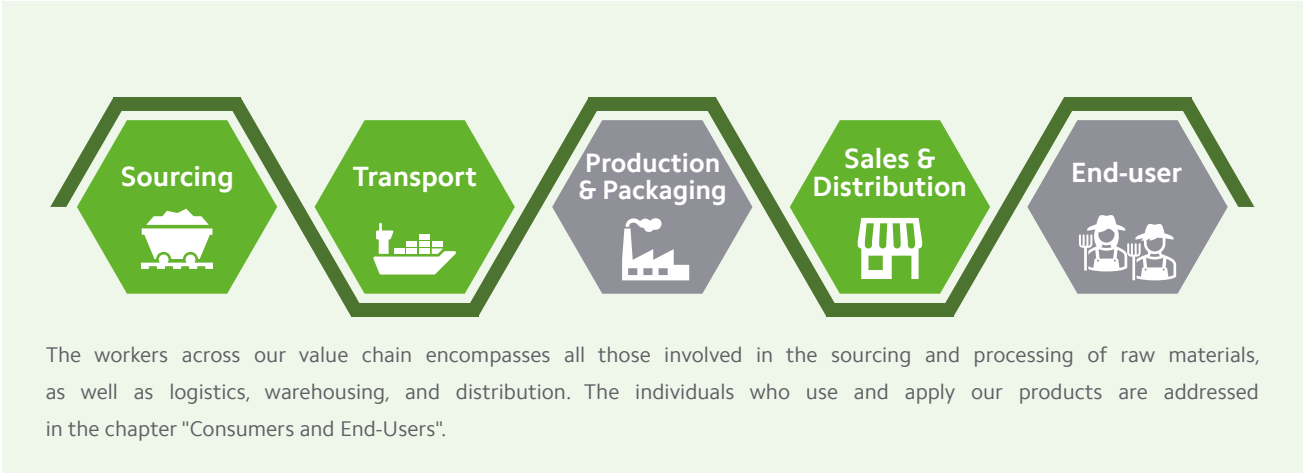 Sourcing
Transport
Production
& Packaging
Sales &
Distribution
End-user
The workers across our value chain encompasses all those involved in the sourcing and processing of raw materials,
as well as logistics, warehousing, and distribution. The individuals who use and apply our products are addressed
in the chapter "Consumers and End-Users".